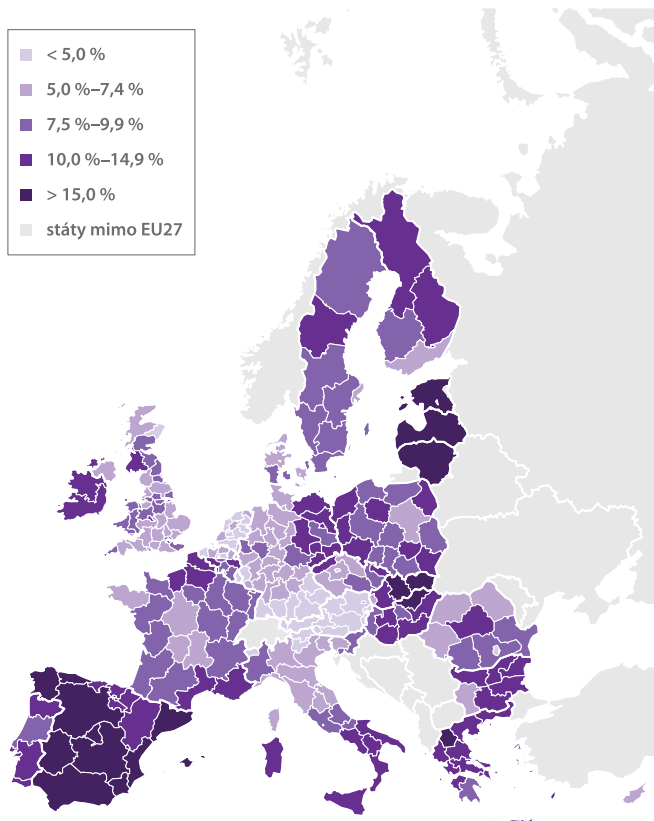 < 5,0 %
5,0 %–7,4 %
7,5 %–9,9 %
10,0 %–14,9 %
> 15,0 %
státy mimo EU27